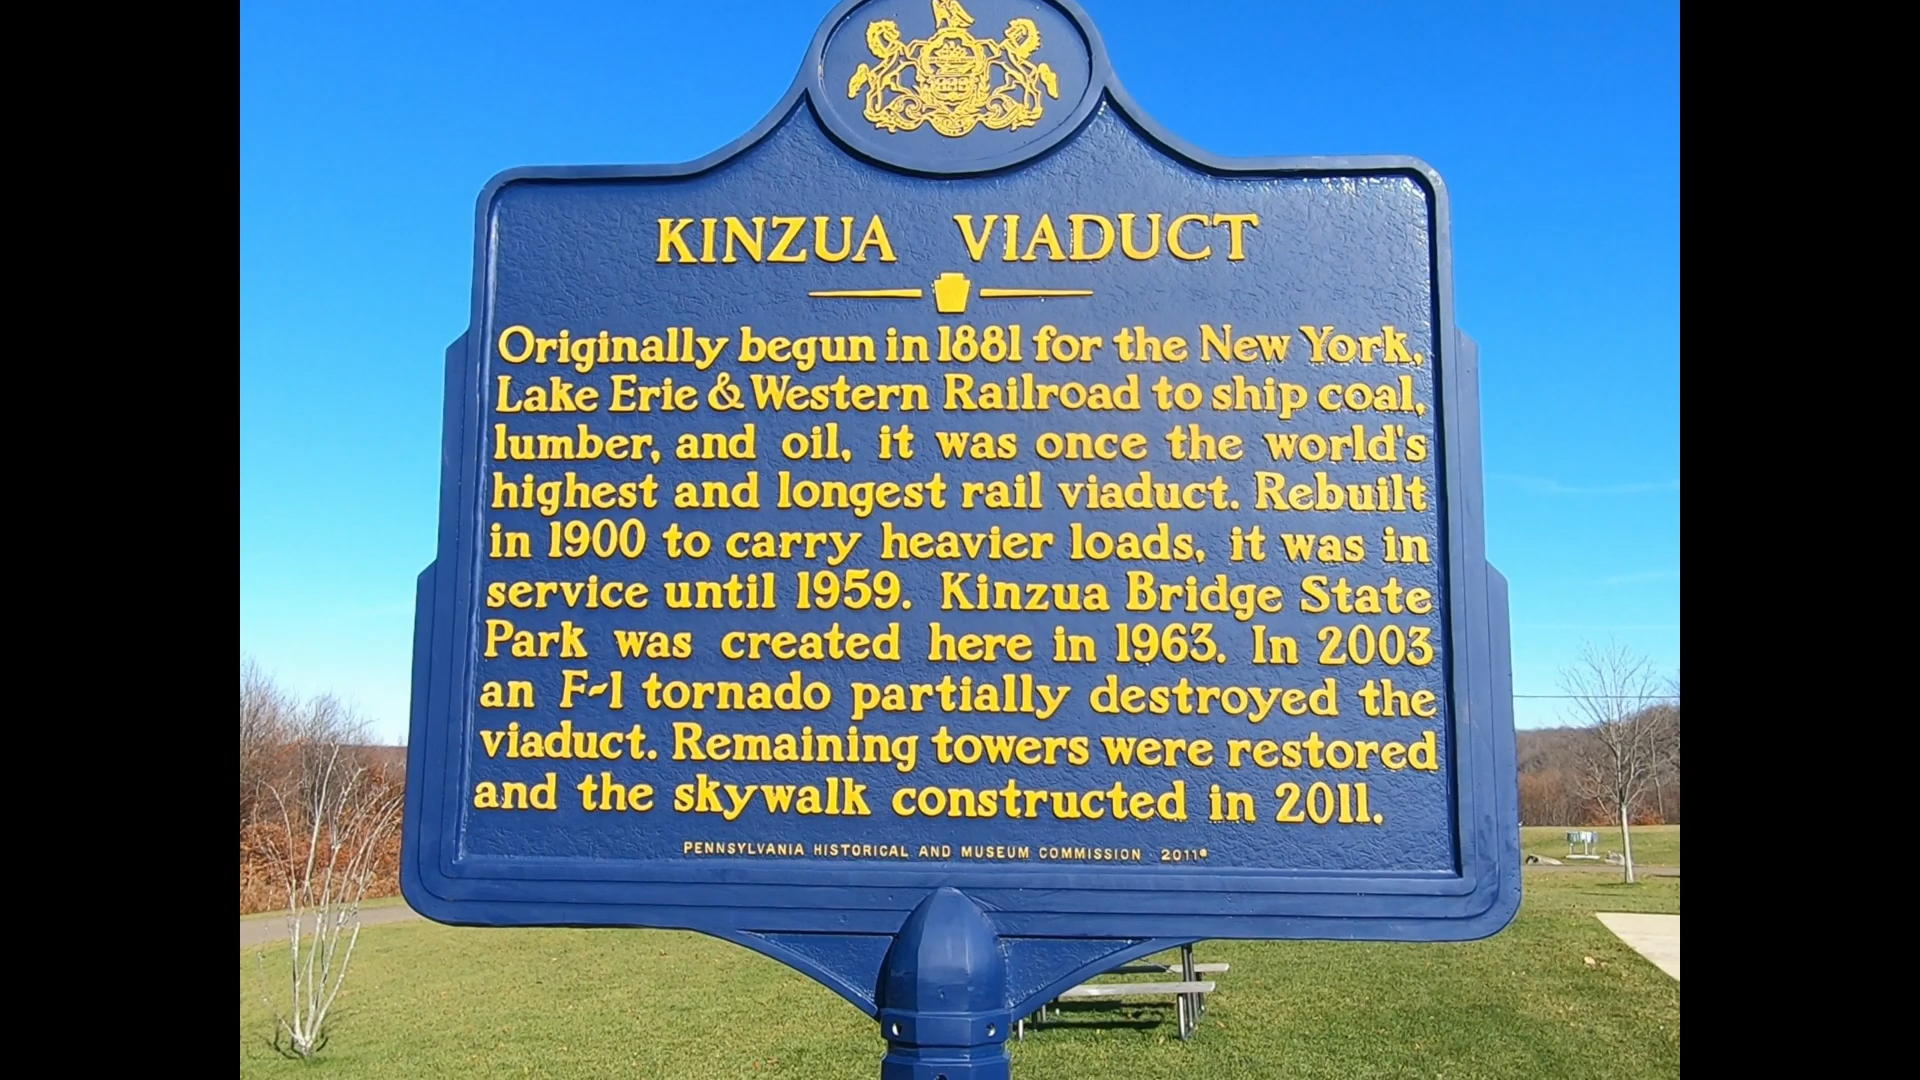 KINZUA VIADUCT
Originally begun in 1881 for the New York,
Lake Erie & Western Railroad to ship coal,
lumber, and oil, it was once the world's
highest and longest rail viaduct. Rebuilt
in 1900 to carry heavier loads, it was in
service until 1959. Kinzua Bridge State
Park was created here in 1963. In 2003
an F-1 tornado partially destroyed the
viaduct. Remaining towers were restored
and the skywalk constructed in 2011.
PENNSYLVANIA HISTORICAL AND MUSEUM COMMISSION · 2011®